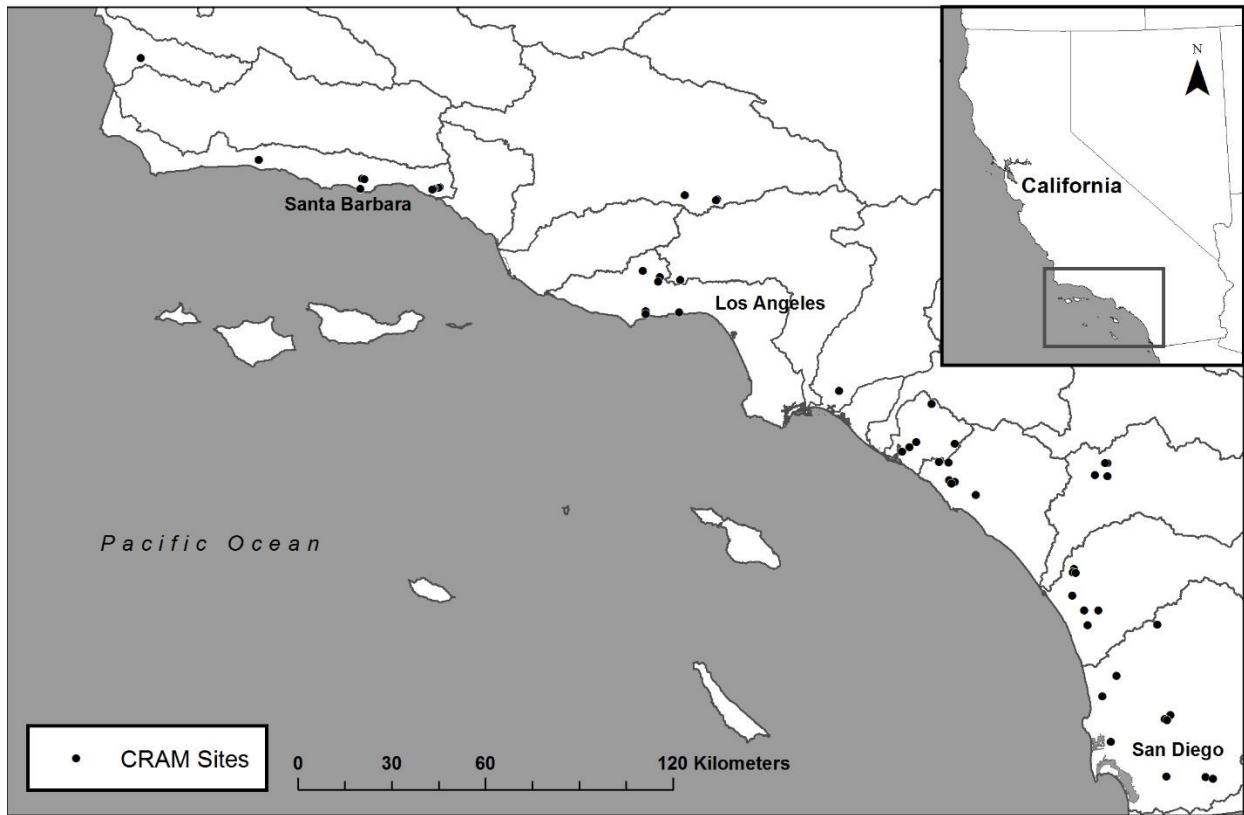 N
California
Santa Barbara
Los Angeles
Pacific Ocean
CRAM Sites
0 30 60 120 Kilometers
San Diego